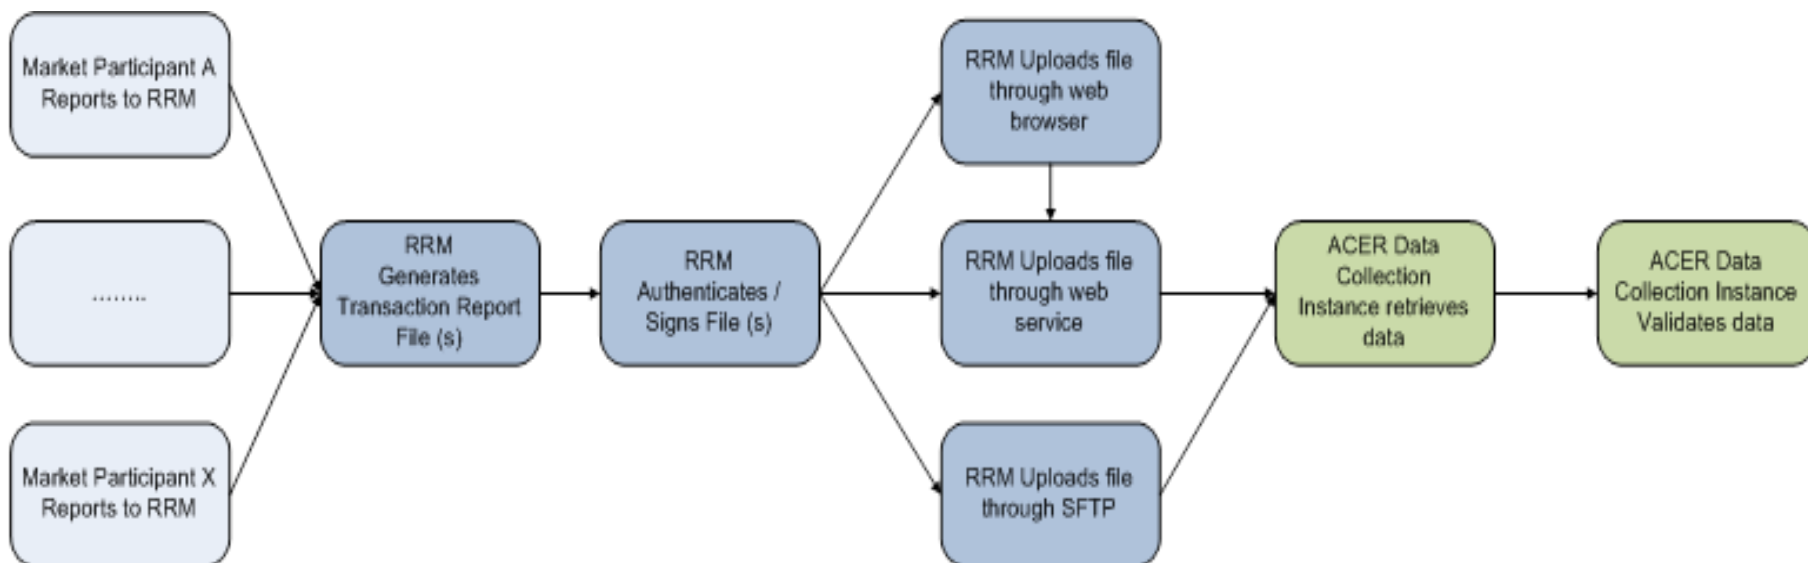 Market Participant A
Reports to RRM
........
Market Participant X
Reports to RRM
RRM
Generates
Transaction Report
File (s)
RRM
Authenticates /
Signs File (s)
RRM Uploads file
through web
browser
RRM Uploads file
through web
service
RRM Uploads file
through SFTP
ACER Data
Collection
Instance retrieves
data
ACER Data
Collection Instance
Validates data